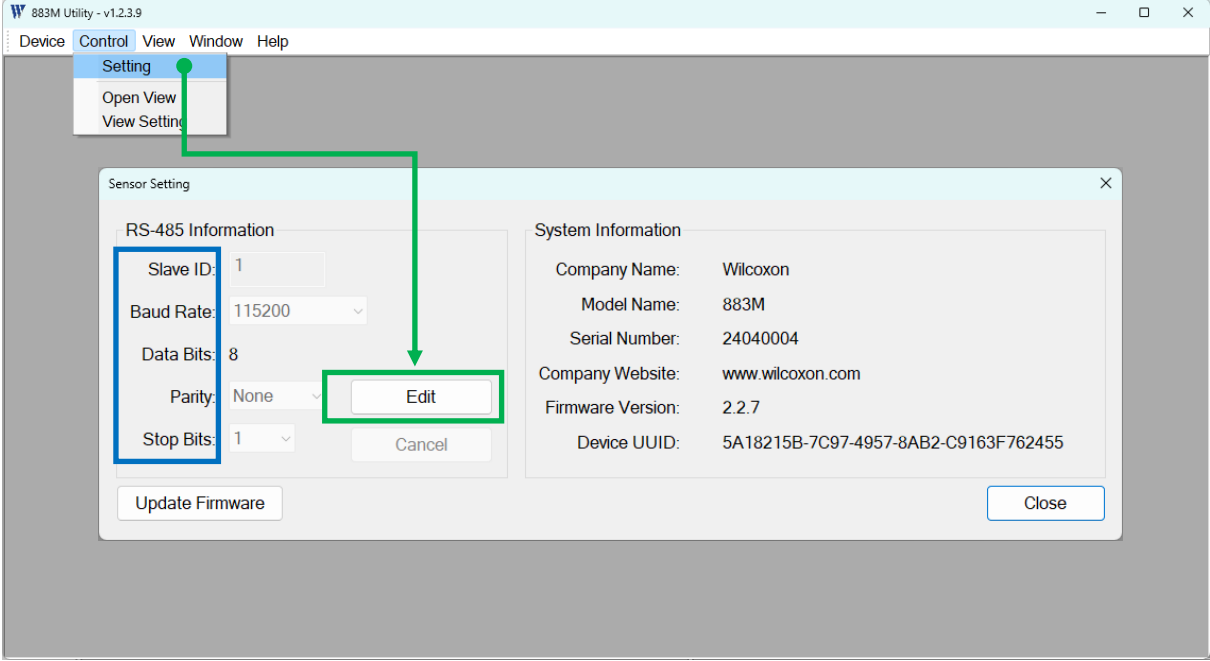 883M Utility - v1.2.3.9
Device Control View Window Help
Setting
Open View
View Setting
Sensor Setting
RS-485 Information
Slave ID: 1
Baud Rate: 115200
Data Bits: 8
Parity: None
Stop Bits: 1
Edit
Cancel
Update Firmware
System Information
Company Name: Wilcoxon
Model Name: 883M
Serial Number: 24040004
Company Website: www.wilcoxon.com
Firmware Version: 2.2.7
Device UUID: 5A18215B-7C97-4957-8AB2-C9163F762455
Close